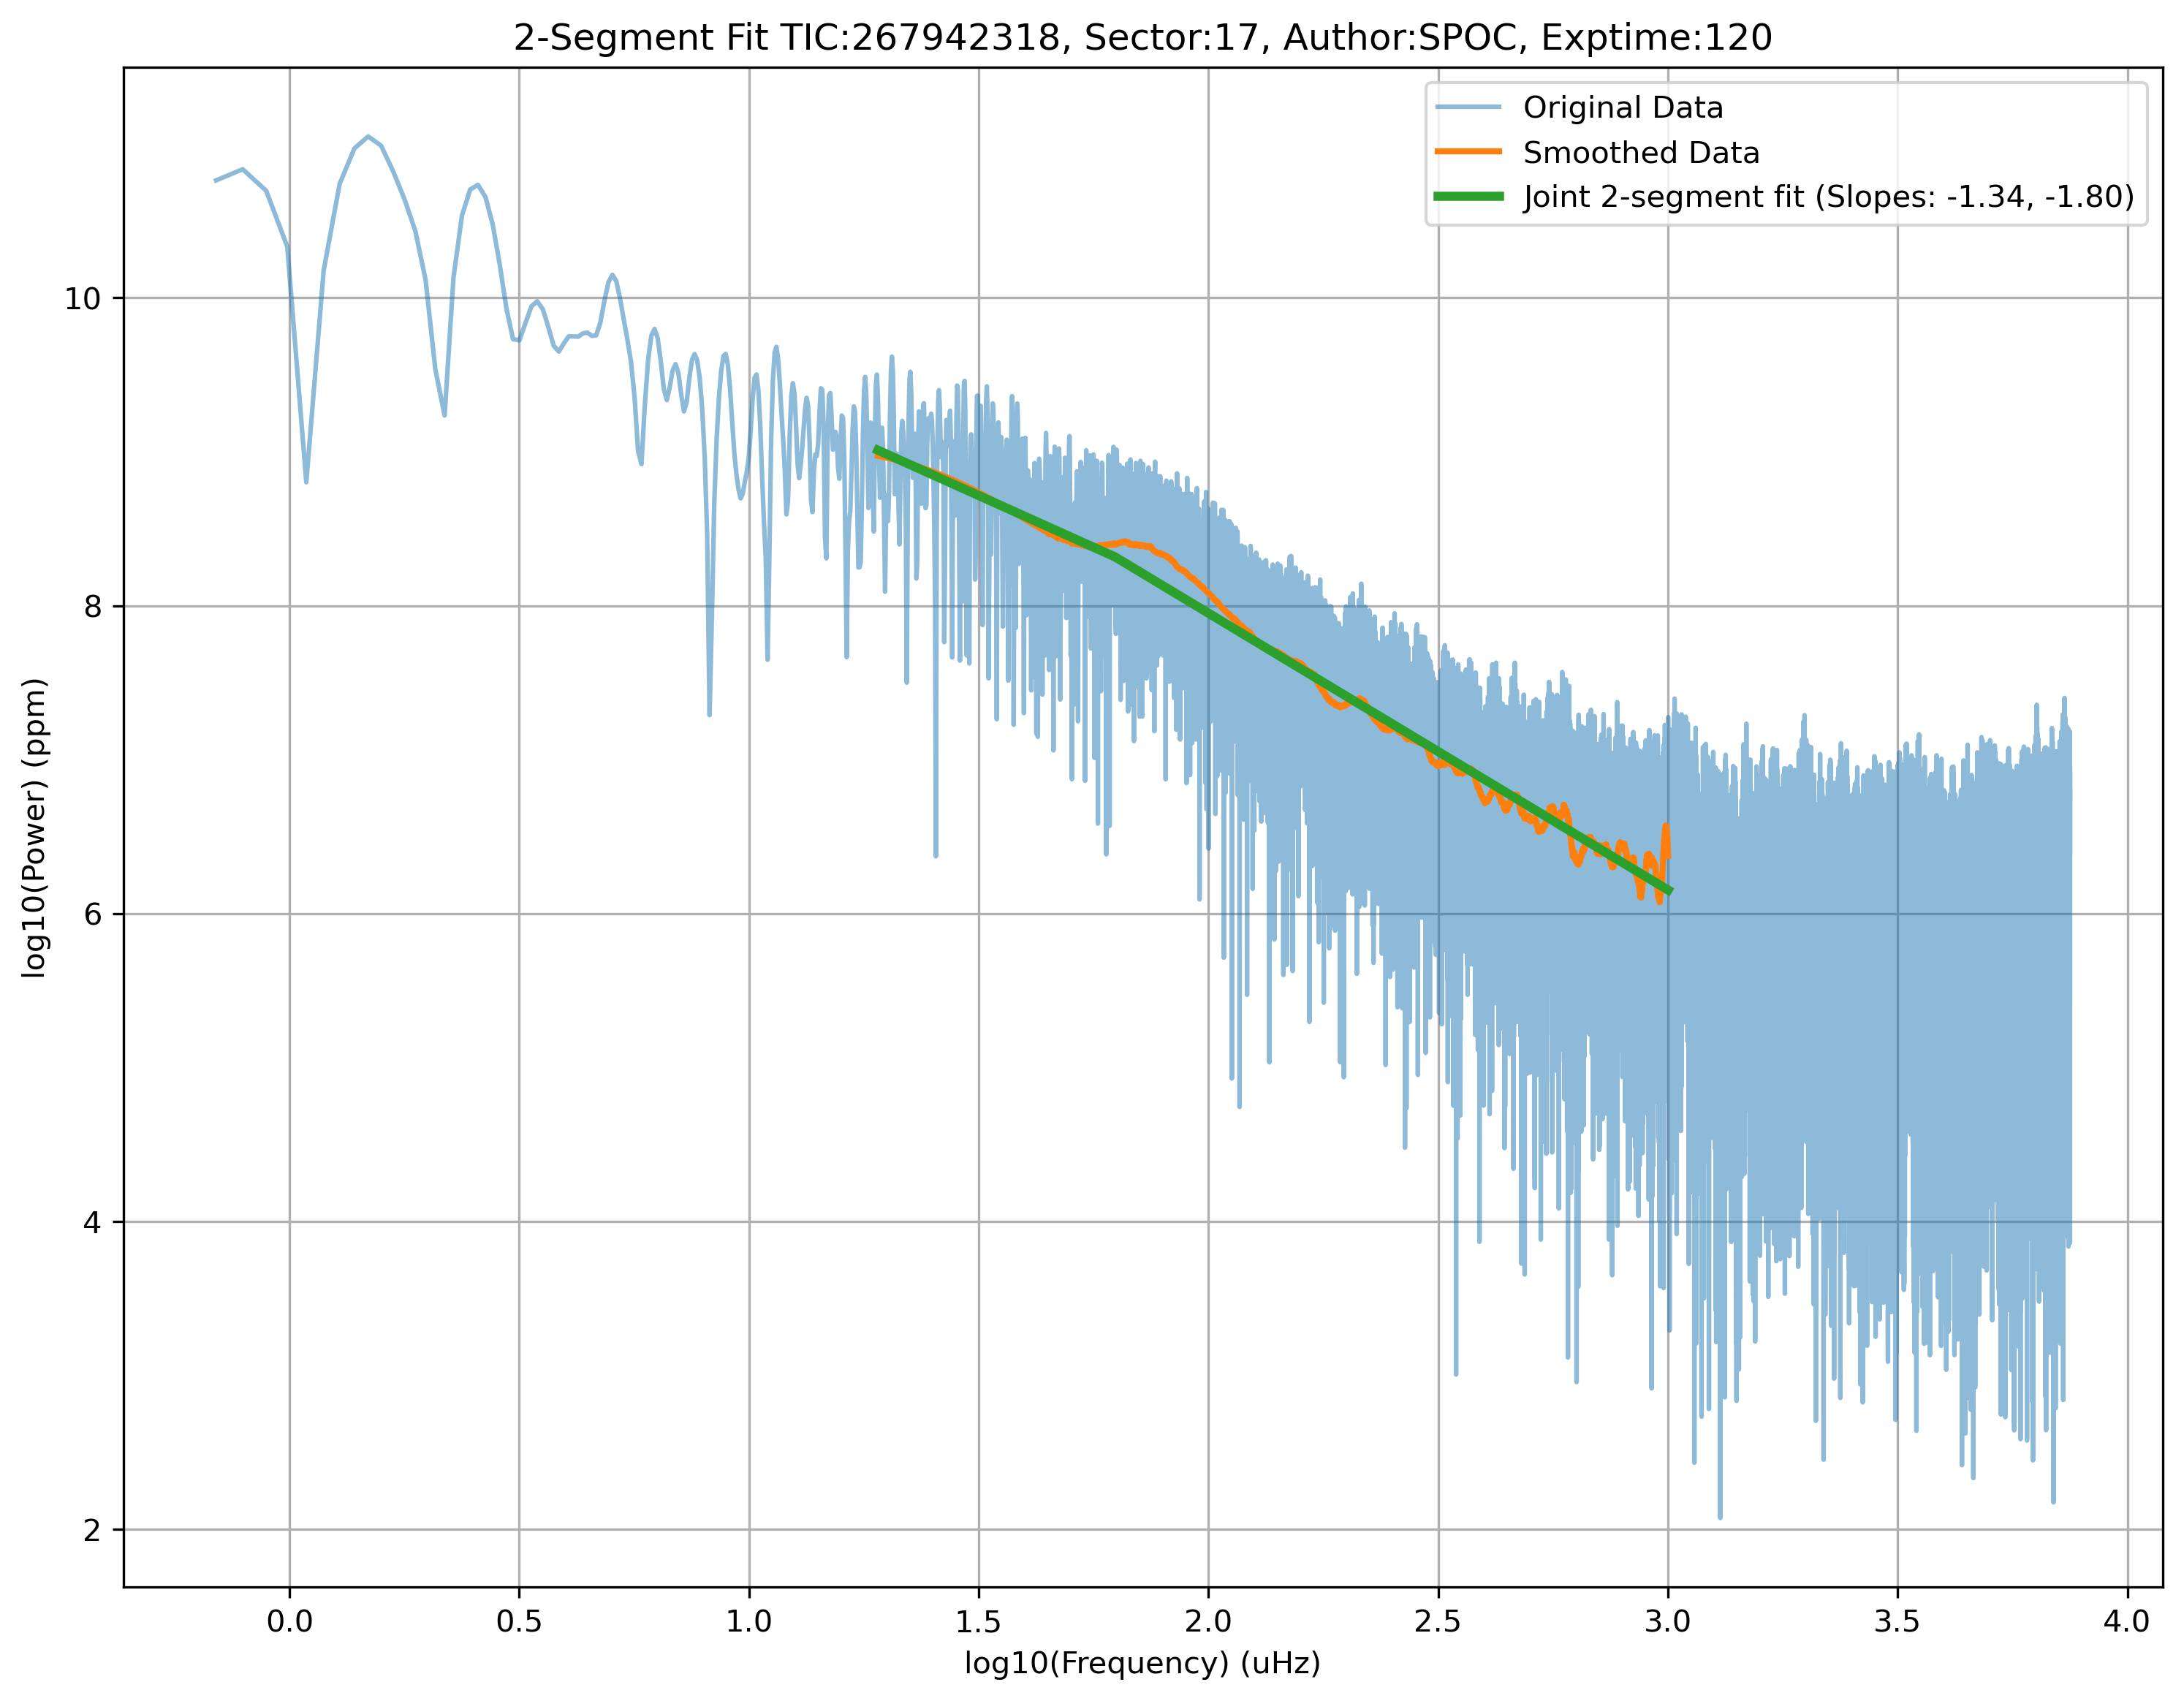 2-Segment Fit TIC:267942318, Sector:17, Author:SPOC, Exptime:120
Original Data
Smoothed Data
Joint 2-segment fit (Slopes: -1.34, -1.80)
log10(Power) (ppm)
10
8
6
4
2
0.0 0.5 1.0 1.5 2.0 2.5 3.0 3.5 4.0
log10(Frequency) (uHz)